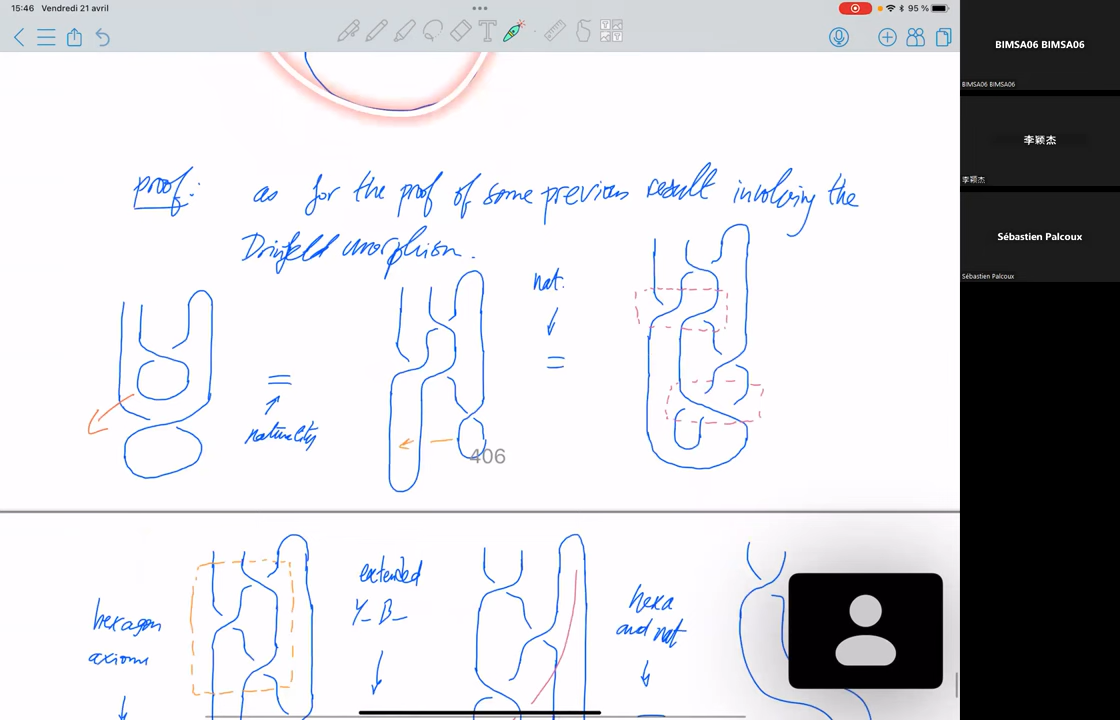 15:46 Vendredi 21 avril
95 %
BIMSA06 BIMSA06
BIMSA06 BIMSA06
李颖杰
李颖杰
Sébastien Palcoux
Sébastien Palcoux
proof: as for the proof of some previous result involving the
Drinfeld morphism.
nat.
=
=
naturality
406
hexagon
axioms
extended
Y-B-
hexa
and nat